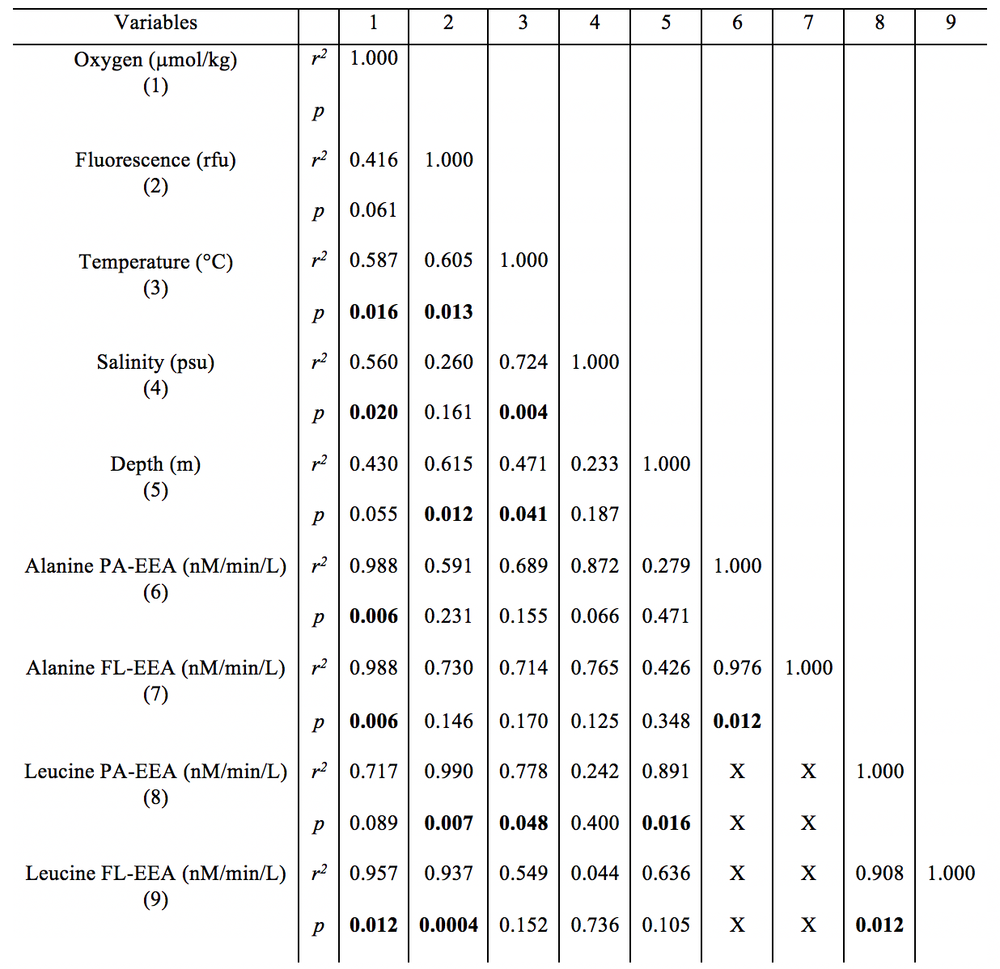 Variables 1 2 3 4 5 6 7 8 9
Oxygen (μmol/kg) r² 1.000
(1)
p
Fluorescence (rfu) r² 0.416 1.000
(2)
p 0.061
Temperature (°C) r² 0.587 0.605 1.000
(3)
p 0.016 0.013
Salinity (psu) r² 0.560 0.260 0.724 1.000
(4)
p 0.020 0.161 0.004
Depth (m) r² 0.430 0.615 0.471 0.233 1.000
(5)
p 0.055 0.012 0.041 0.187
Alanine PA-EEA (nM/min/L) r² 0.988 0.591 0.689 0.872 0.279 1.000
(6)
p 0.006 0.231 0.155 0.066 0.471
Alanine FL-EEA (nM/min/L) r² 0.988 0.730 0.714 0.765 0.426 0.976 1.000
(7)
p 0.006 0.146 0.170 0.125 0.348 0.012
Leucine PA-EEA (nM/min/L) r² 0.717 0.990 0.778 0.242 0.891 X X 1.000
(8)
p 0.089 0.007 0.048 0.400 0.016 X X
Leucine FL-EEA (nM/min/L) r² 0.957 0.937 0.549 0.044 0.636 X X 0.908 1.000
(9)
p 0.012 0.0004 0.152 0.736 0.105 X X 0.012